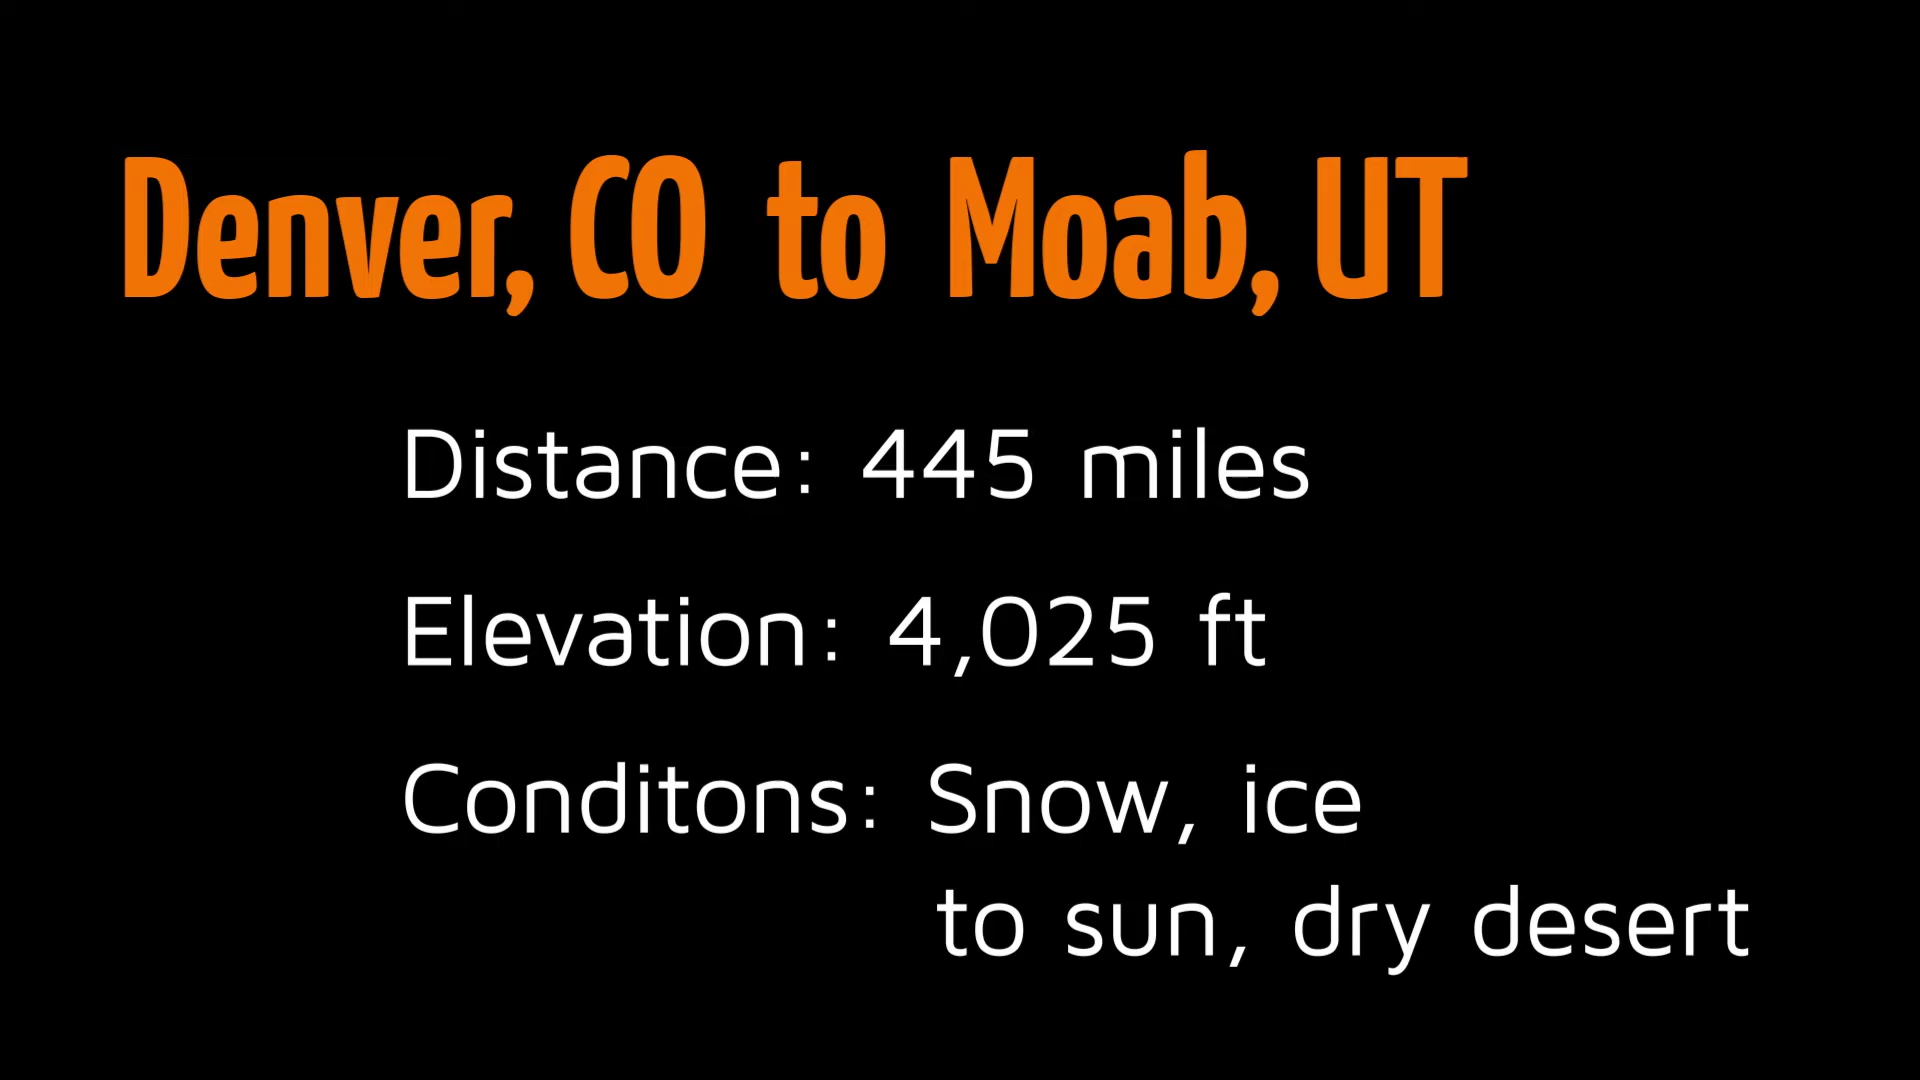 Denver, CO to Moab, UT
Distance: 445 miles
Elevation: 4,025 ft
Conditons: Snow, ice
to sun, dry desert